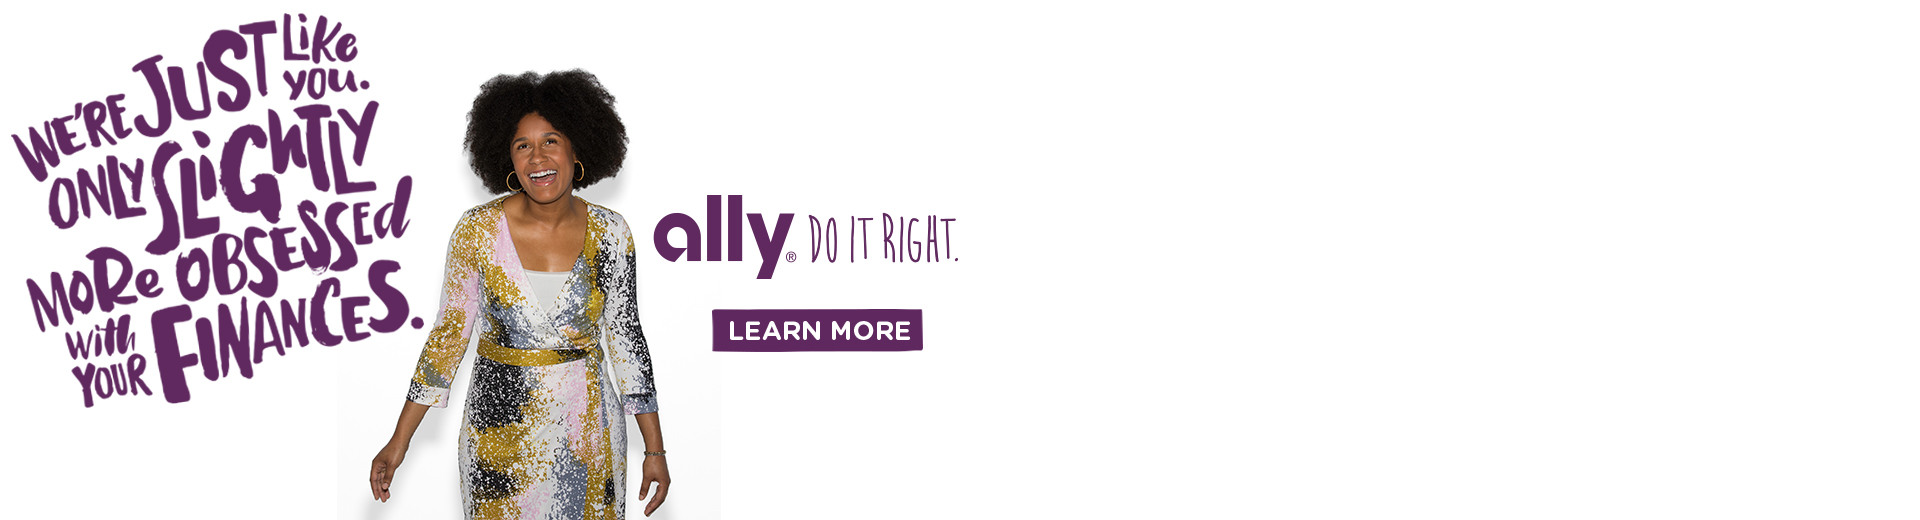 WE'RE JUST LiKe YOU.
ONLY SLiGhTLY
MORe OBSESSEd
with YOUR FINANCES.
ally® DO IT RIGHT.
LEARN MORE